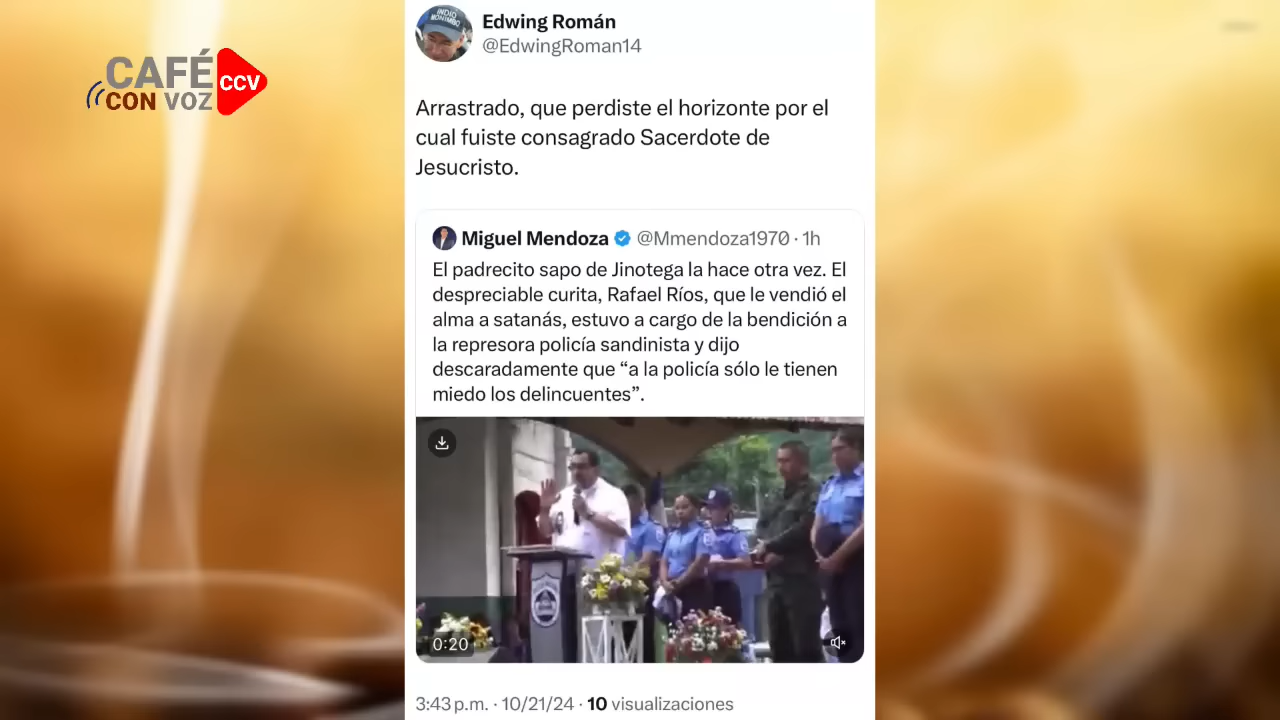 CAFÉ
CON VOZ
CCV
INDIO
MONIMBO
Edwing Román
@EdwingRoman14
Arrastrado, que perdiste el horizonte por el
cual fuiste consagrado Sacerdote de
Jesucristo.
Miguel Mendoza @Mmendoza1970 · 1h
El padrecito sapo de Jinotega la hace otra vez. El
despreciable curita, Rafael Ríos, que le vendió el
alma a satanás, estuvo a cargo de la bendición a
la represora policía sandinista y dijo
descaradamente que “a la policía sólo le tienen
miedo los delincuentes”.
0:20
3:43 p.m. · 10/21/24 · 10 visualizaciones